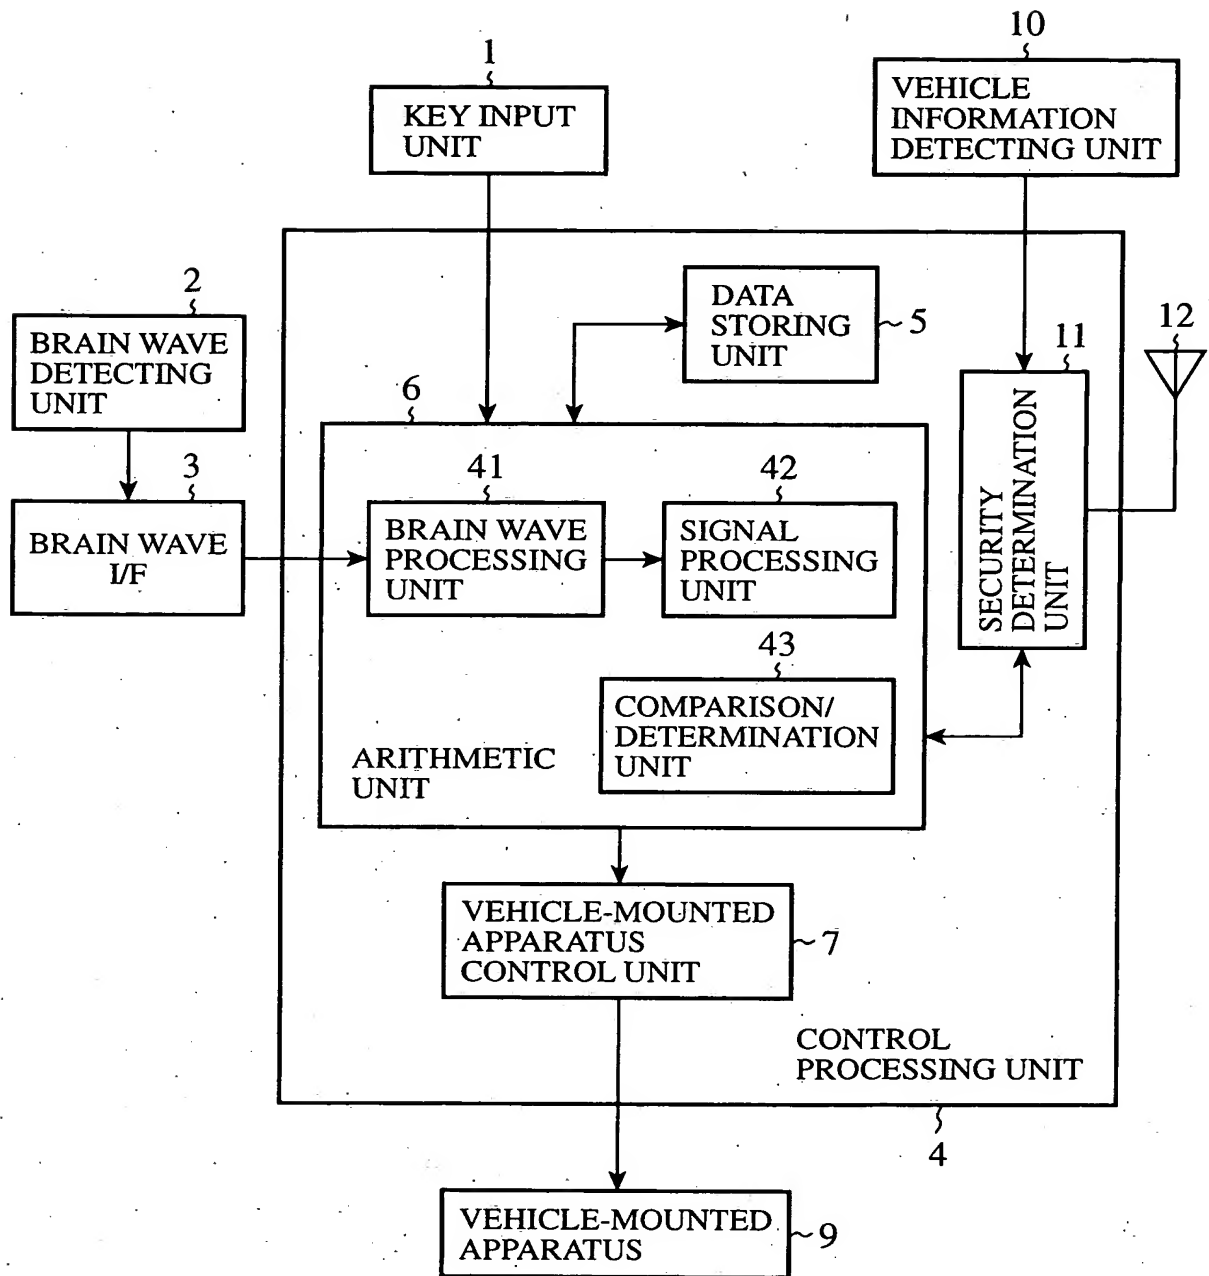 1
KEY INPUT
UNIT
10
VEHICLE
INFORMATION
DETECTING UNIT
2
BRAIN WAVE
DETECTING
UNIT
DATA
STORING
UNIT
5
12
11
SECURITY
DETERMINATION
UNIT
6
3
BRAIN WAVE
I/F
41
BRAIN WAVE
PROCESSING
UNIT
42
SIGNAL
PROCESSING
UNIT
43
COMPARISON/
DETERMINATION
UNIT
ARITHMETIC
UNIT
VEHICLE-MOUNTED
APPARATUS
CONTROL UNIT
7
CONTROL
PROCESSING UNIT
4
VEHICLE-MOUNTED
APPARATUS
9